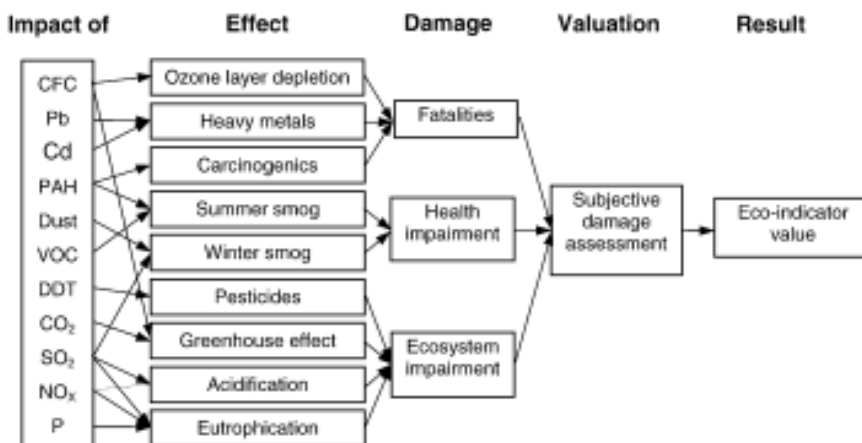 Impact of
Effect
Damage
Valuation
Result
CFC
Pb
Cd
PAH
Dust
VOC
DDT
CO₂
SO₂
NOₓ
P
Ozone layer depletion
Heavy metals
Carcinogenics
Summer smog
Winter smog
Pesticides
Greenhouse effect
Acidification
Eutrophication
Fatalities
Health
impairment
Ecosystem
impairment
Subjective
damage
assessment
Eco-indicator
value